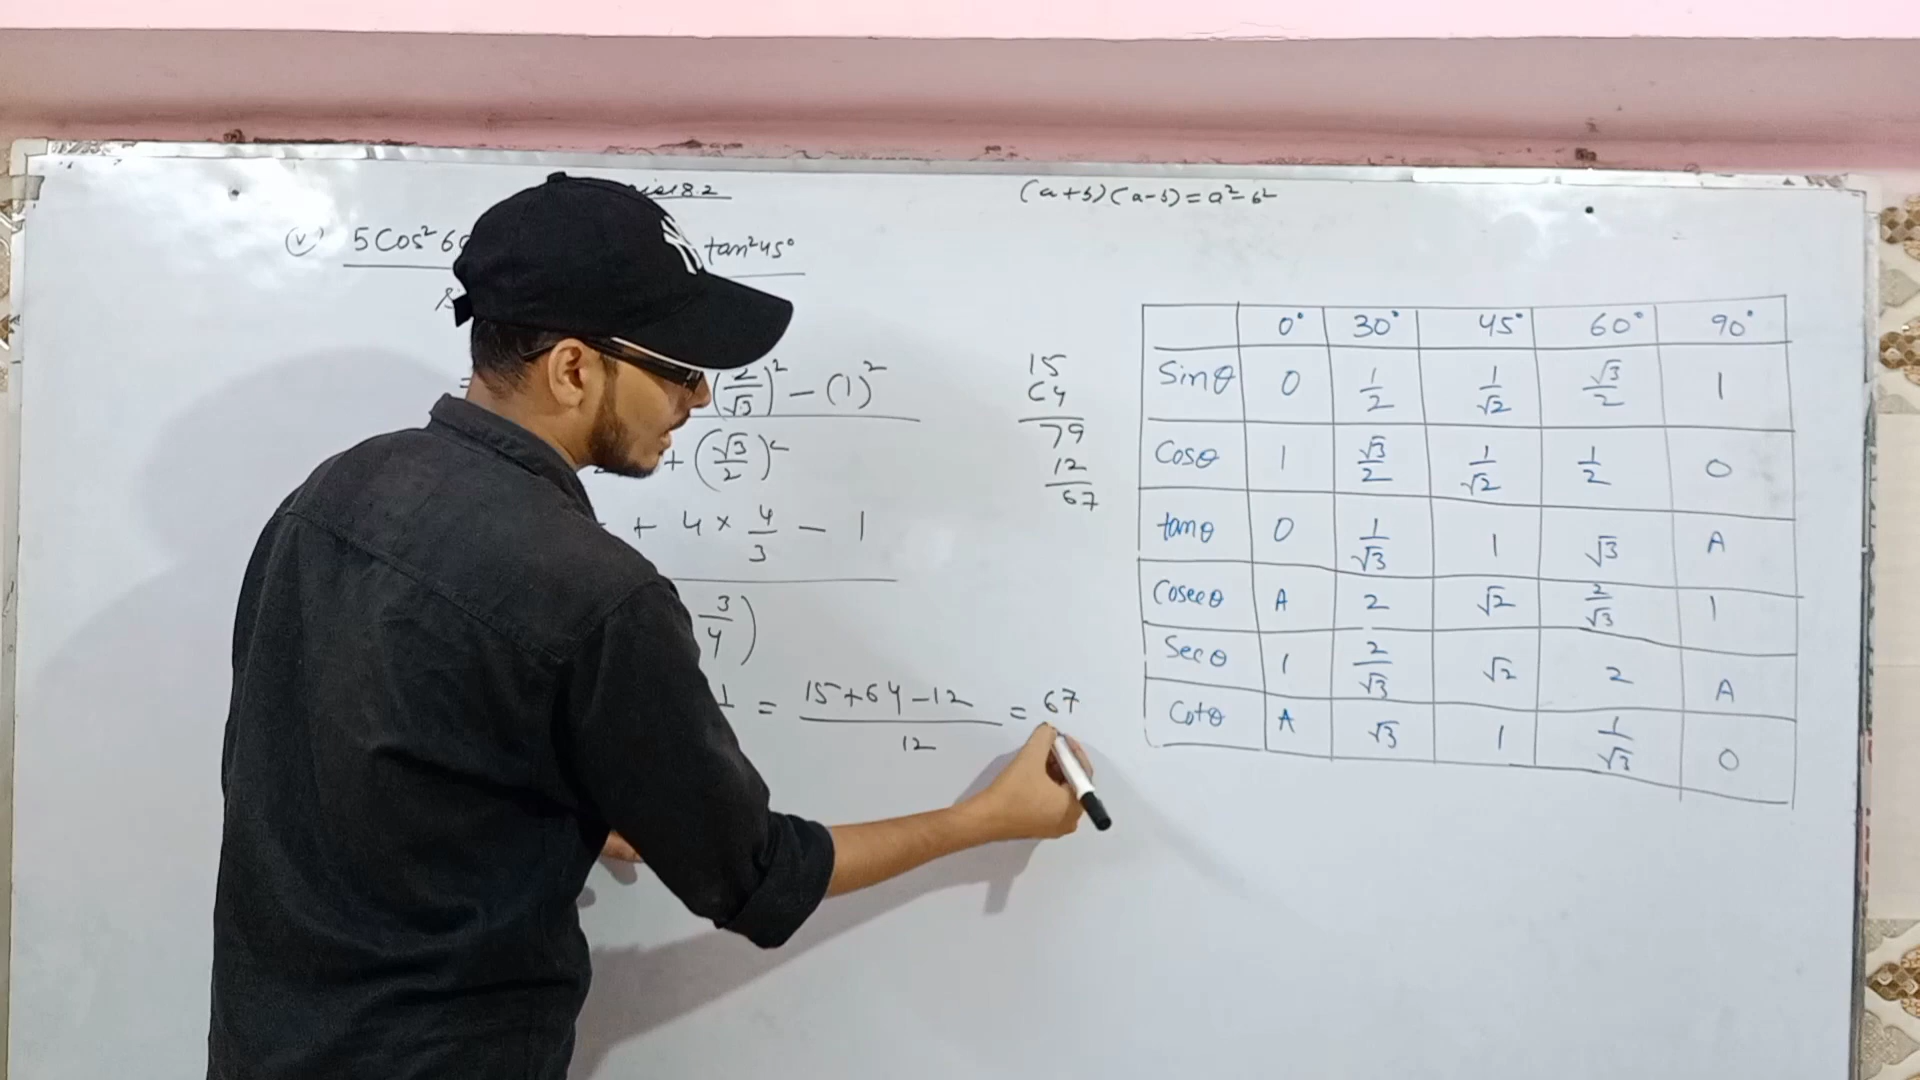 8.2
(a+b)(a-b)=a²-b²
(v) 5Cos²6 tan²45°
(2/√3)² - (1)²
+ (√3/2)²
+ 4 × 4/3 - 1
3/4)
1 = 15+64-12/12 = 67
15
64
79
12
67
0° 30° 45° 60° 90°
Sinθ 0 1/2 1/√2 √3/2 1
Cosθ 1 √3/2 1/√2 1/2 0
tanθ 0 1/√3 1 √3 A
Cosecθ A 2 √2 2/√3 1
Secθ 1 2/√3 √2 2 A
Cotθ A √3 1 1/√3 0